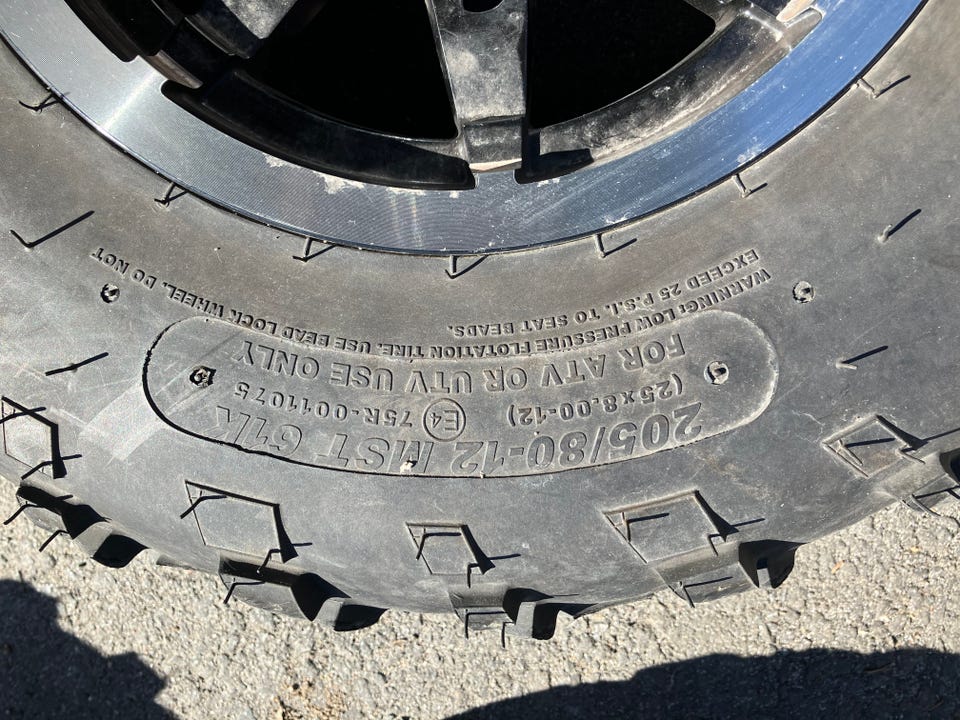 205/80-12 MST 61K
(25x8.00-12) E4 75R-0011075
FOR ATV OR UTV USE ONLY
WARNING! LOW PRESSURE FLOTATION TIRE. USE BEAD LOCK WHEEL. DO NOT
EXCEED 25 P.S.I. TO SEAT BEADS.